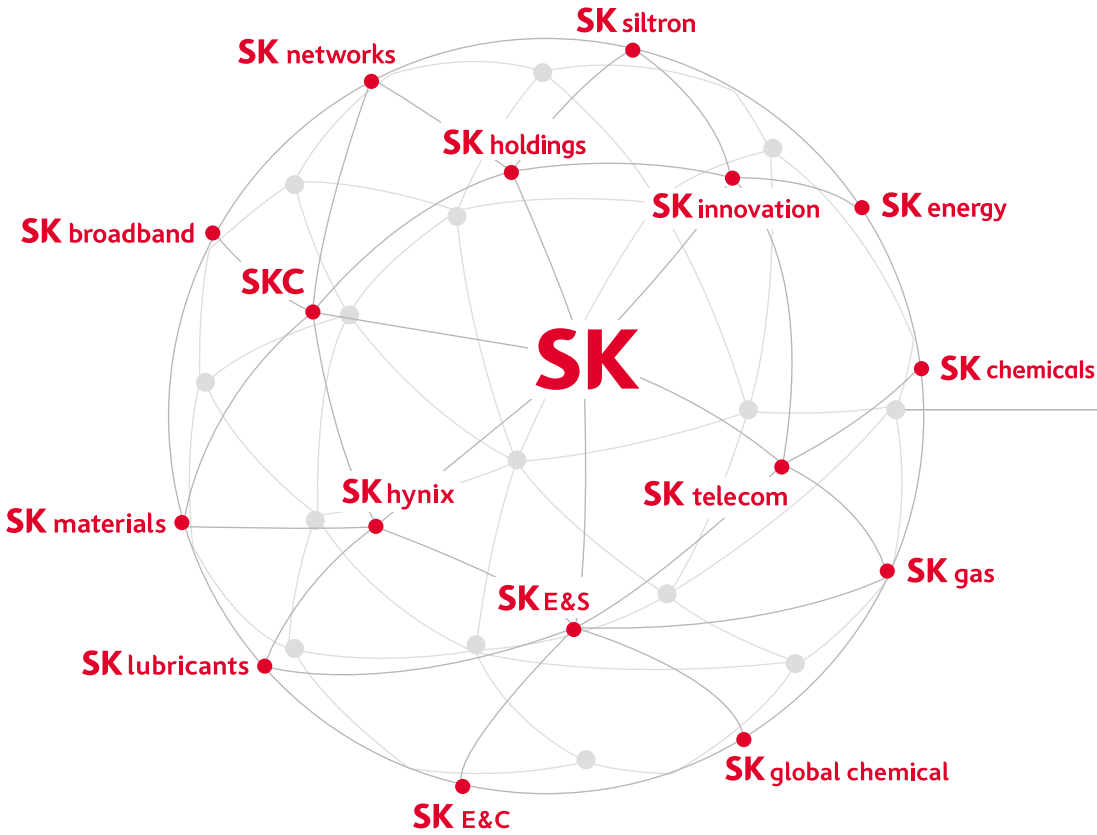 SK siltron
SK networks
SK holdings
SK innovation
SK energy
SK broadband
SKC
SK
SK chemicals
SK hynix
SK telecom
SK materials
SK gas
SK E&S
SK lubricants
SK global chemical
SK E&C